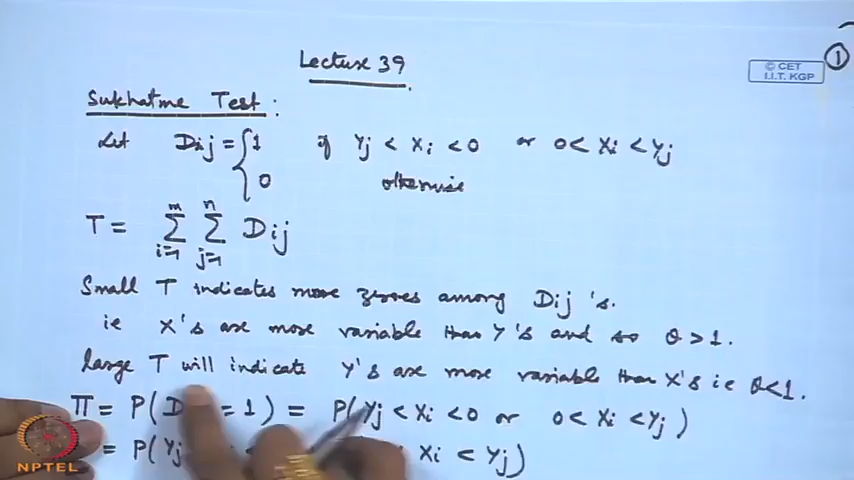 Lecture 39
1
© CET
I.I.T. KGP
Sukhatme Test :
Let Dij = { 1 if Yj < Xi < 0 or 0 < Xi < Yj
0 otherwise
T = Σ_{i=1}^{m} Σ_{j=1}^{n} Dij
Small T indicates more zeroes among Dij 's.
ie X's are more variable than Y's and so θ > 1.
Large T will indicate Y's are more variable than X's ie θ < 1.
Π = P(D = 1) = P(Yj < Xi < 0 or 0 < Xi < Yj)
= P(Yj Xi < Yj)
NPTEL